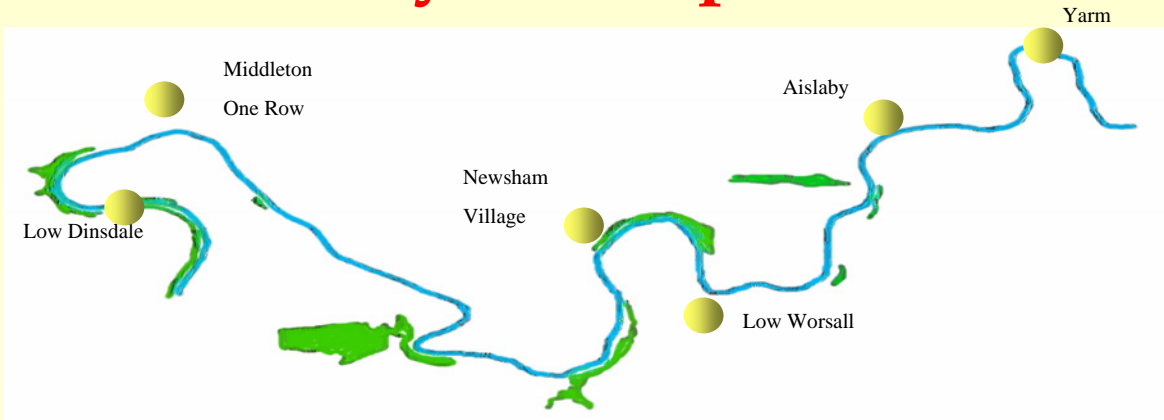 Yarm
Middleton
One Row
Aislaby
Newsham
Village
Low Dinsdale
Low Worsall